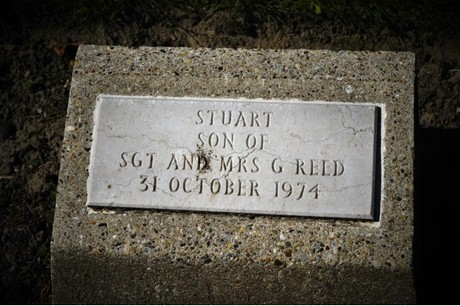 STUART
SON OF
SGT AND MRS G REED
31 OCTOBER 1974